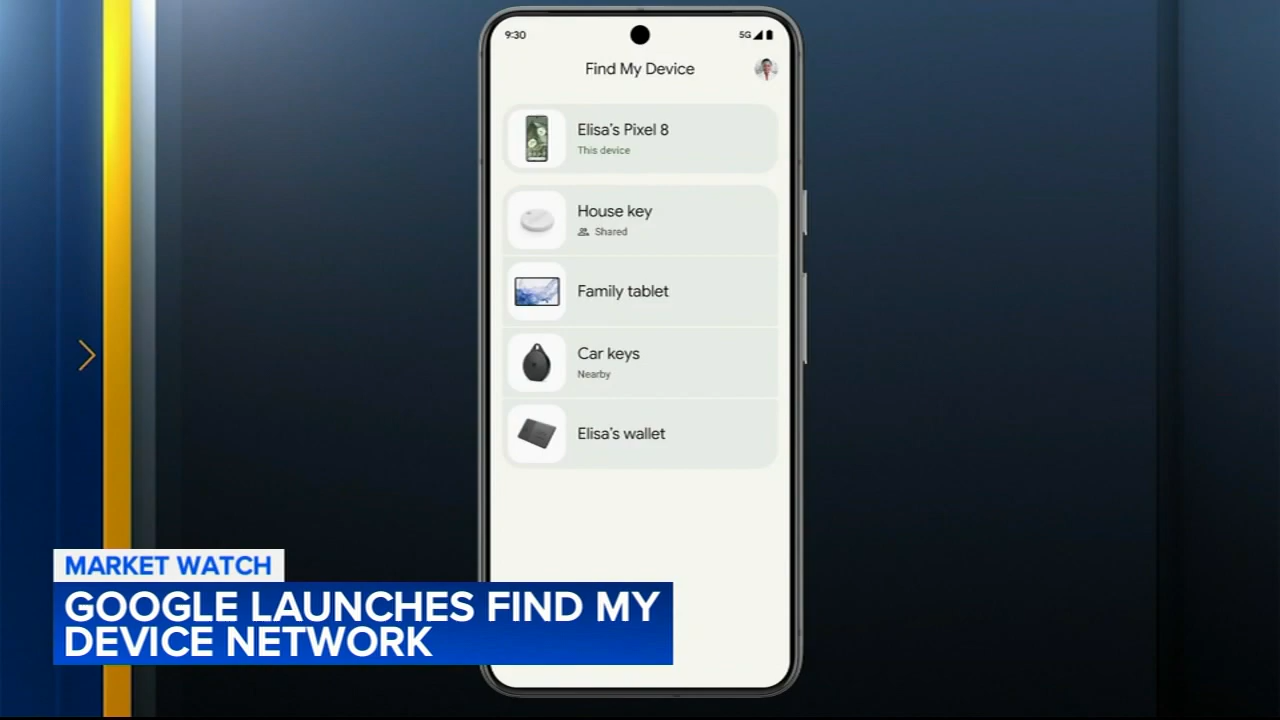 9:30
5G
Find My Device
Elisa's Pixel 8
This device
House key
Shared
Family tablet
Car keys
Nearby
Elisa's wallet
MARKET WATCH
GOOGLE LAUNCHES FIND MY
DEVICE NETWORK